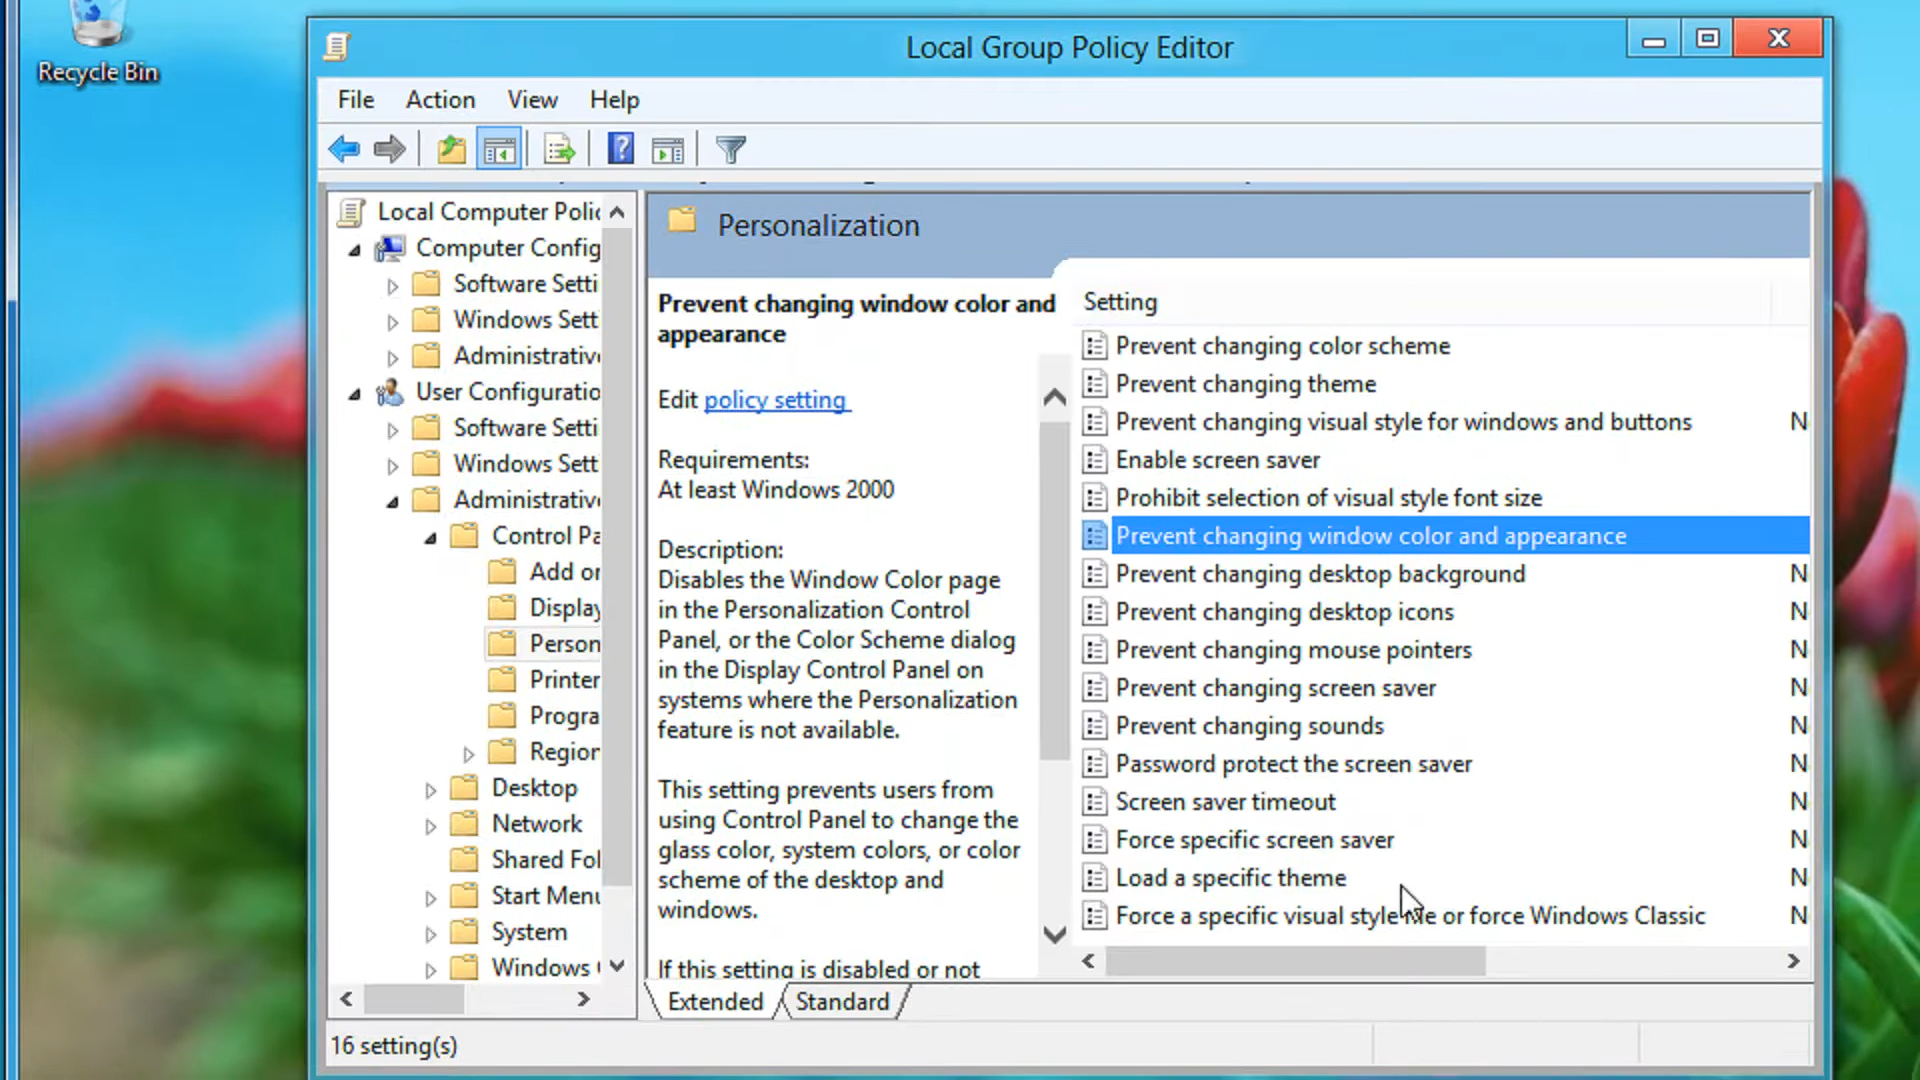 Recycle Bin
Local Group Policy Editor
File Action View Help
Local Computer Polic
Computer Config
Software Setti
Windows Sett
Administrativ
User Configuratio
Software Setti
Windows Sett
Administrativ
Control Pa
Add or
Display
Person
Printer
Progra
Region
Desktop
Network
Shared Fol
Start Menu
System
Windows
Personalization
Prevent changing window color and
appearance
Edit policy setting
Requirements:
At least Windows 2000
Description:
Disables the Window Color page
in the Personalization Control
Panel, or the Color Scheme dialog
in the Display Control Panel on
systems where the Personalization
feature is not available.
This setting prevents users from
using Control Panel to change the
glass color, system colors, or color
scheme of the desktop and
windows.
If this setting is disabled or not
Setting
Prevent changing color scheme
Prevent changing theme
Prevent changing visual style for windows and buttons N
Enable screen saver
Prohibit selection of visual style font size
Prevent changing window color and appearance
Prevent changing desktop background N
Prevent changing desktop icons N
Prevent changing mouse pointers N
Prevent changing screen saver N
Prevent changing sounds N
Password protect the screen saver N
Screen saver timeout N
Force specific screen saver N
Load a specific theme N
Force a specific visual style or force Windows Classic N
Extended Standard
16 setting(s)